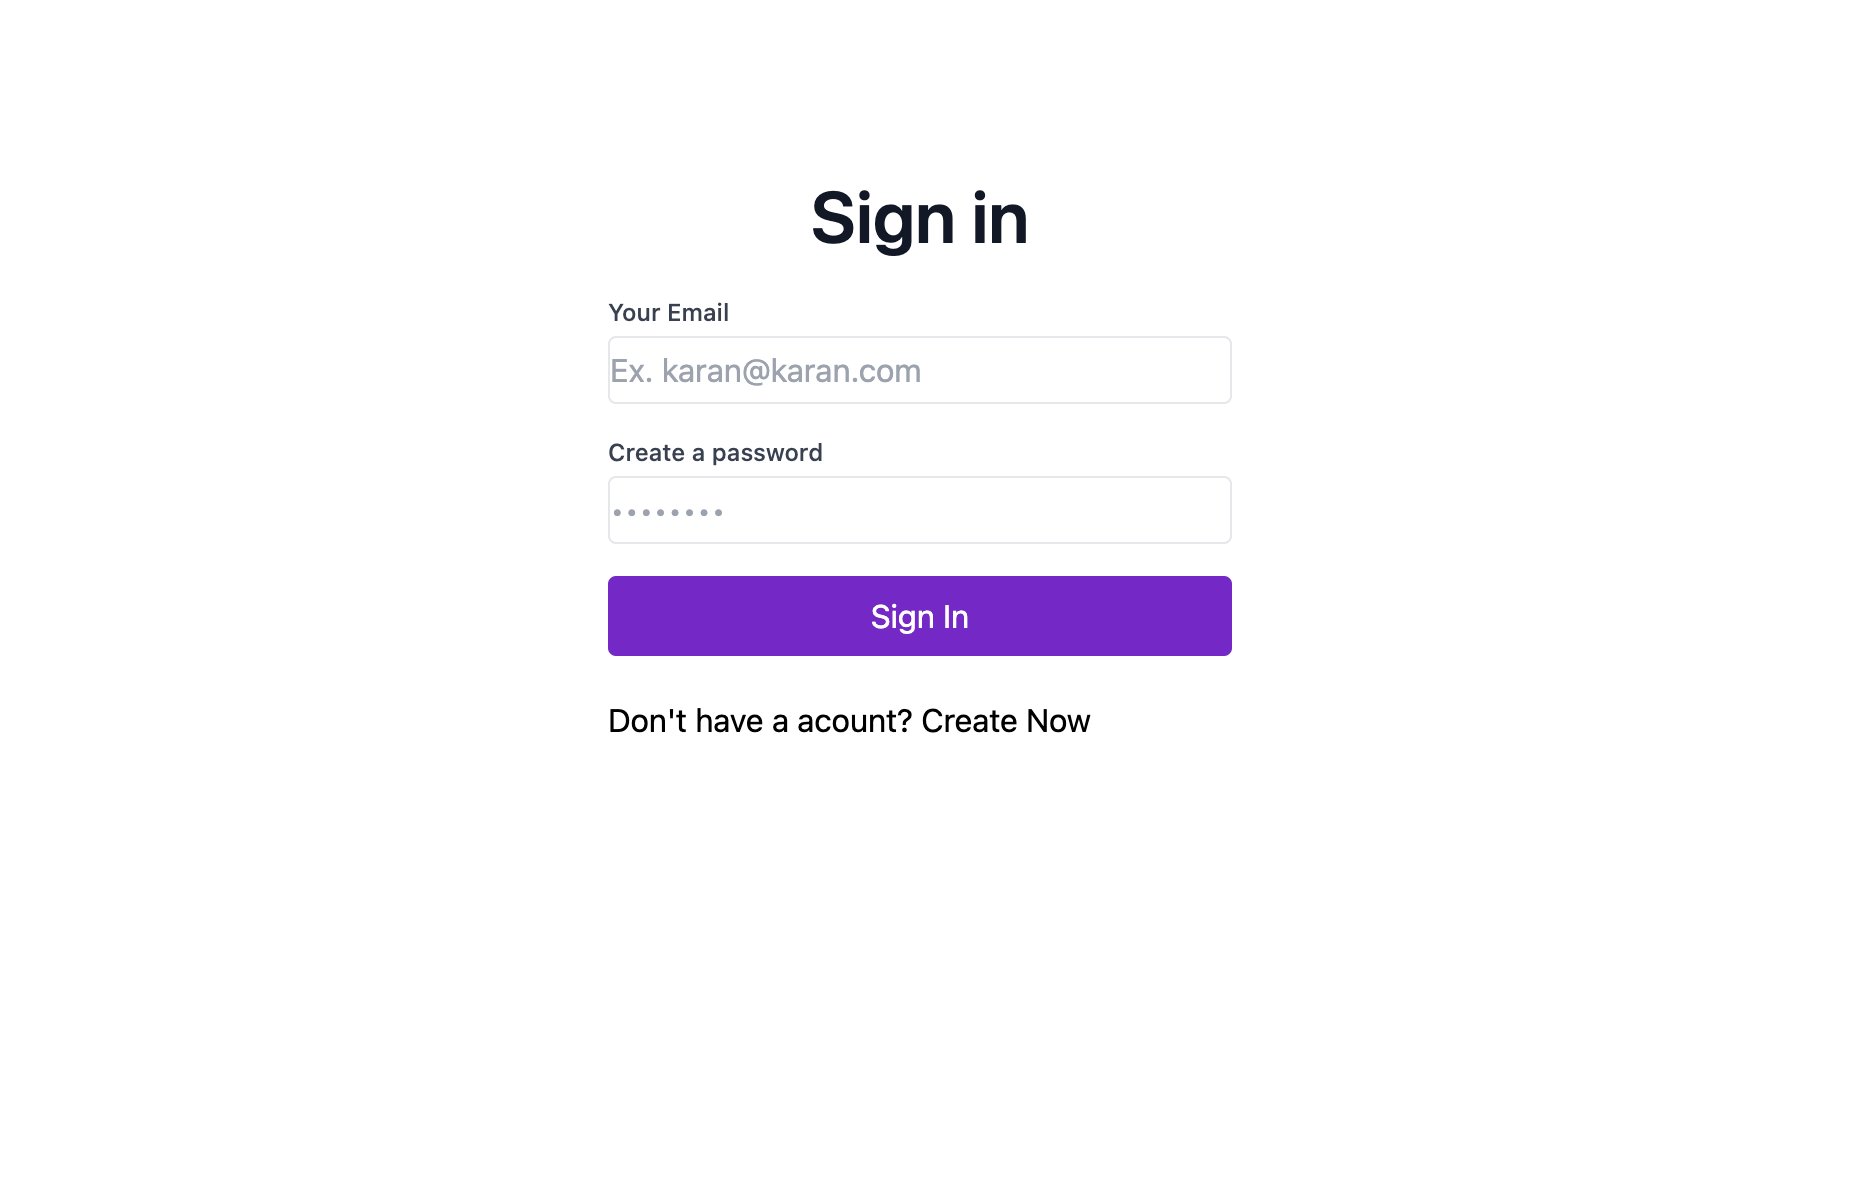 Sign in
Your Email
Ex. karan@karan.com
Create a password
••••••••
Sign In
Don't have a acount? Create Now